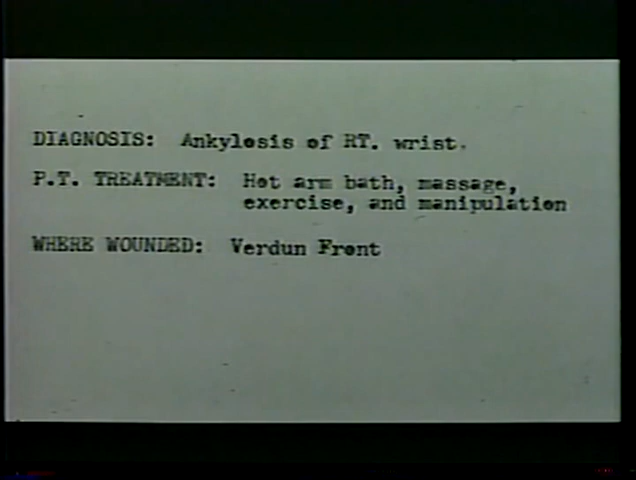 DIAGNOSIS: Ankylosis of RT. wrist.
P.T. TREATMENT: Hot arm bath, massage,
exercise, and manipulation
WHERE WOUNDED: Verdun Front